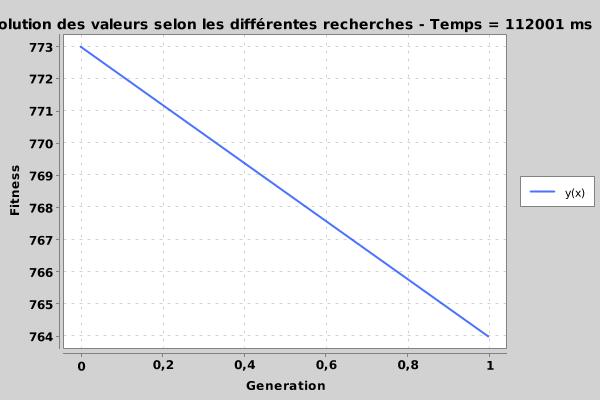 olution des valeurs selon les différentes recherches - Temps = 112001 ms
773
772
771
770
769
768
767
766
765
764
Fitness
0 0,2 0,4 0,6 0,8 1
Generation
y(x)